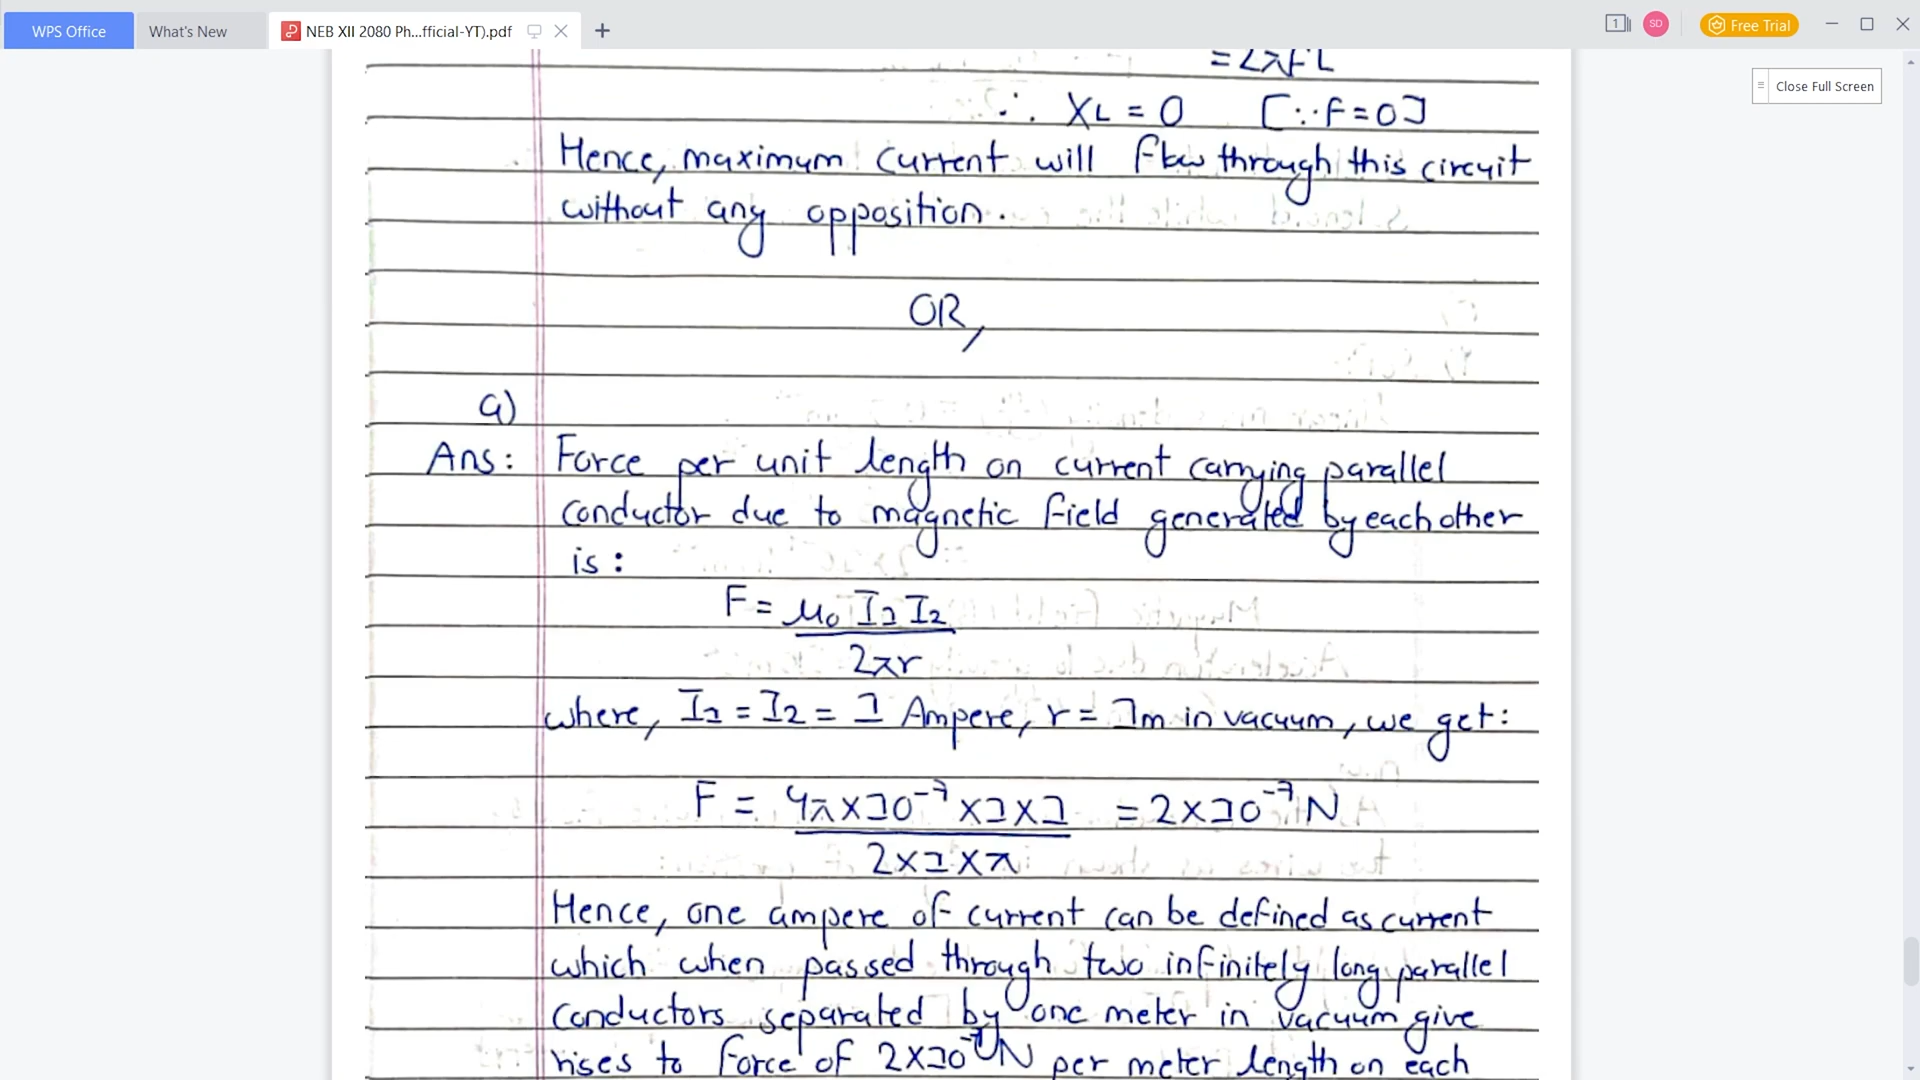 WPS Office
What's New
NEB XII 2080 Ph...fficial-YT).pdf
1
SD
Free Trial
Close Full Screen
= 2πFL
∴ XL = 0 [∵F=0]
Hence, maximum current will flow through this circuit
without any opposition.
OR,
a)
Ans: Force per unit length on current carrying parallel
conductor due to magnetic field generated by each other
is:
F = μ₀ I₁ I₂
2πr
where, I₁ = I₂ = 1 Ampere, r = 1m in vacuum, we get:
F = 4π×10⁻⁷×1×1 = 2×10⁻⁷ N
2×1×π
Hence, one ampere of current can be defined as current
which when passed through two infinitely long parallel
conductors separated by one meter in vacuum give
rises to force of 2×10⁻⁷N per meter length on each